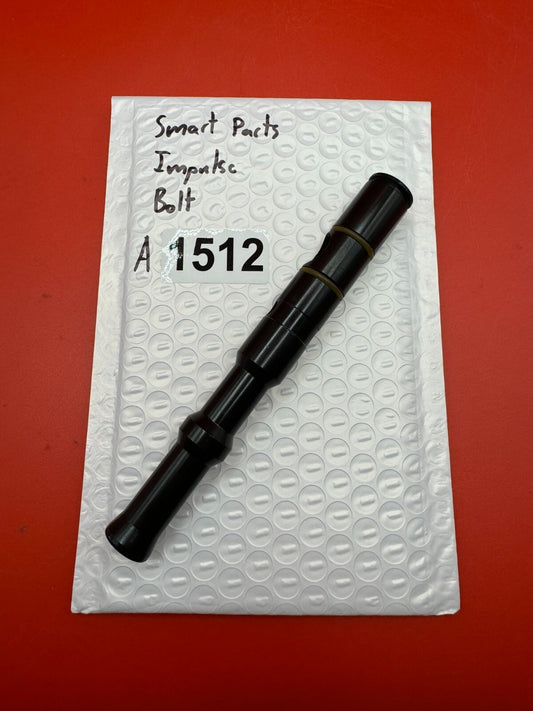 Smart Parts
Impulse
Bolt
A 1512